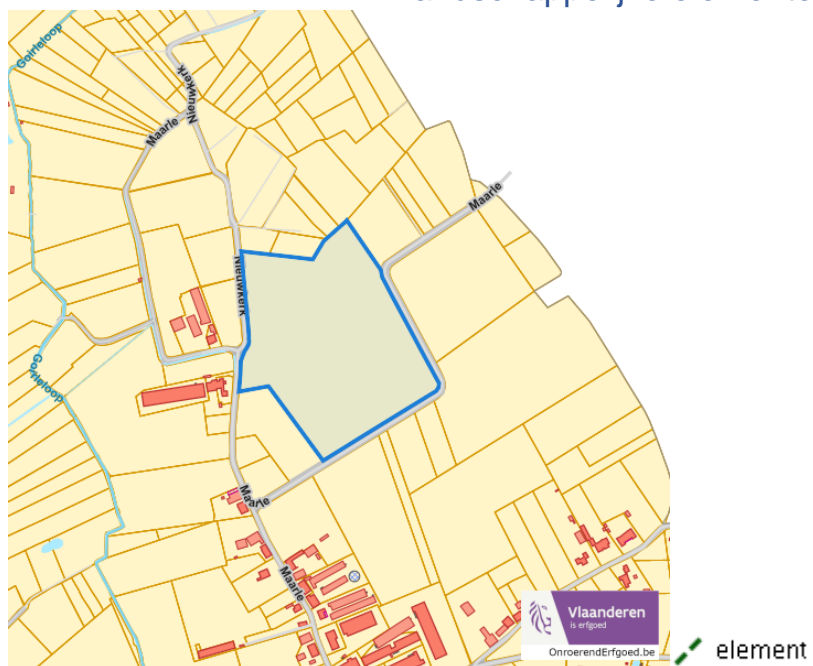 Goirleloop
Nieuwkerk
Maarle
Maarle
Nieuwkerk
Goirleloop
Maarle
Maarle
Vlaanderen
is erfgoed
OnroerendErfgoed.be
element